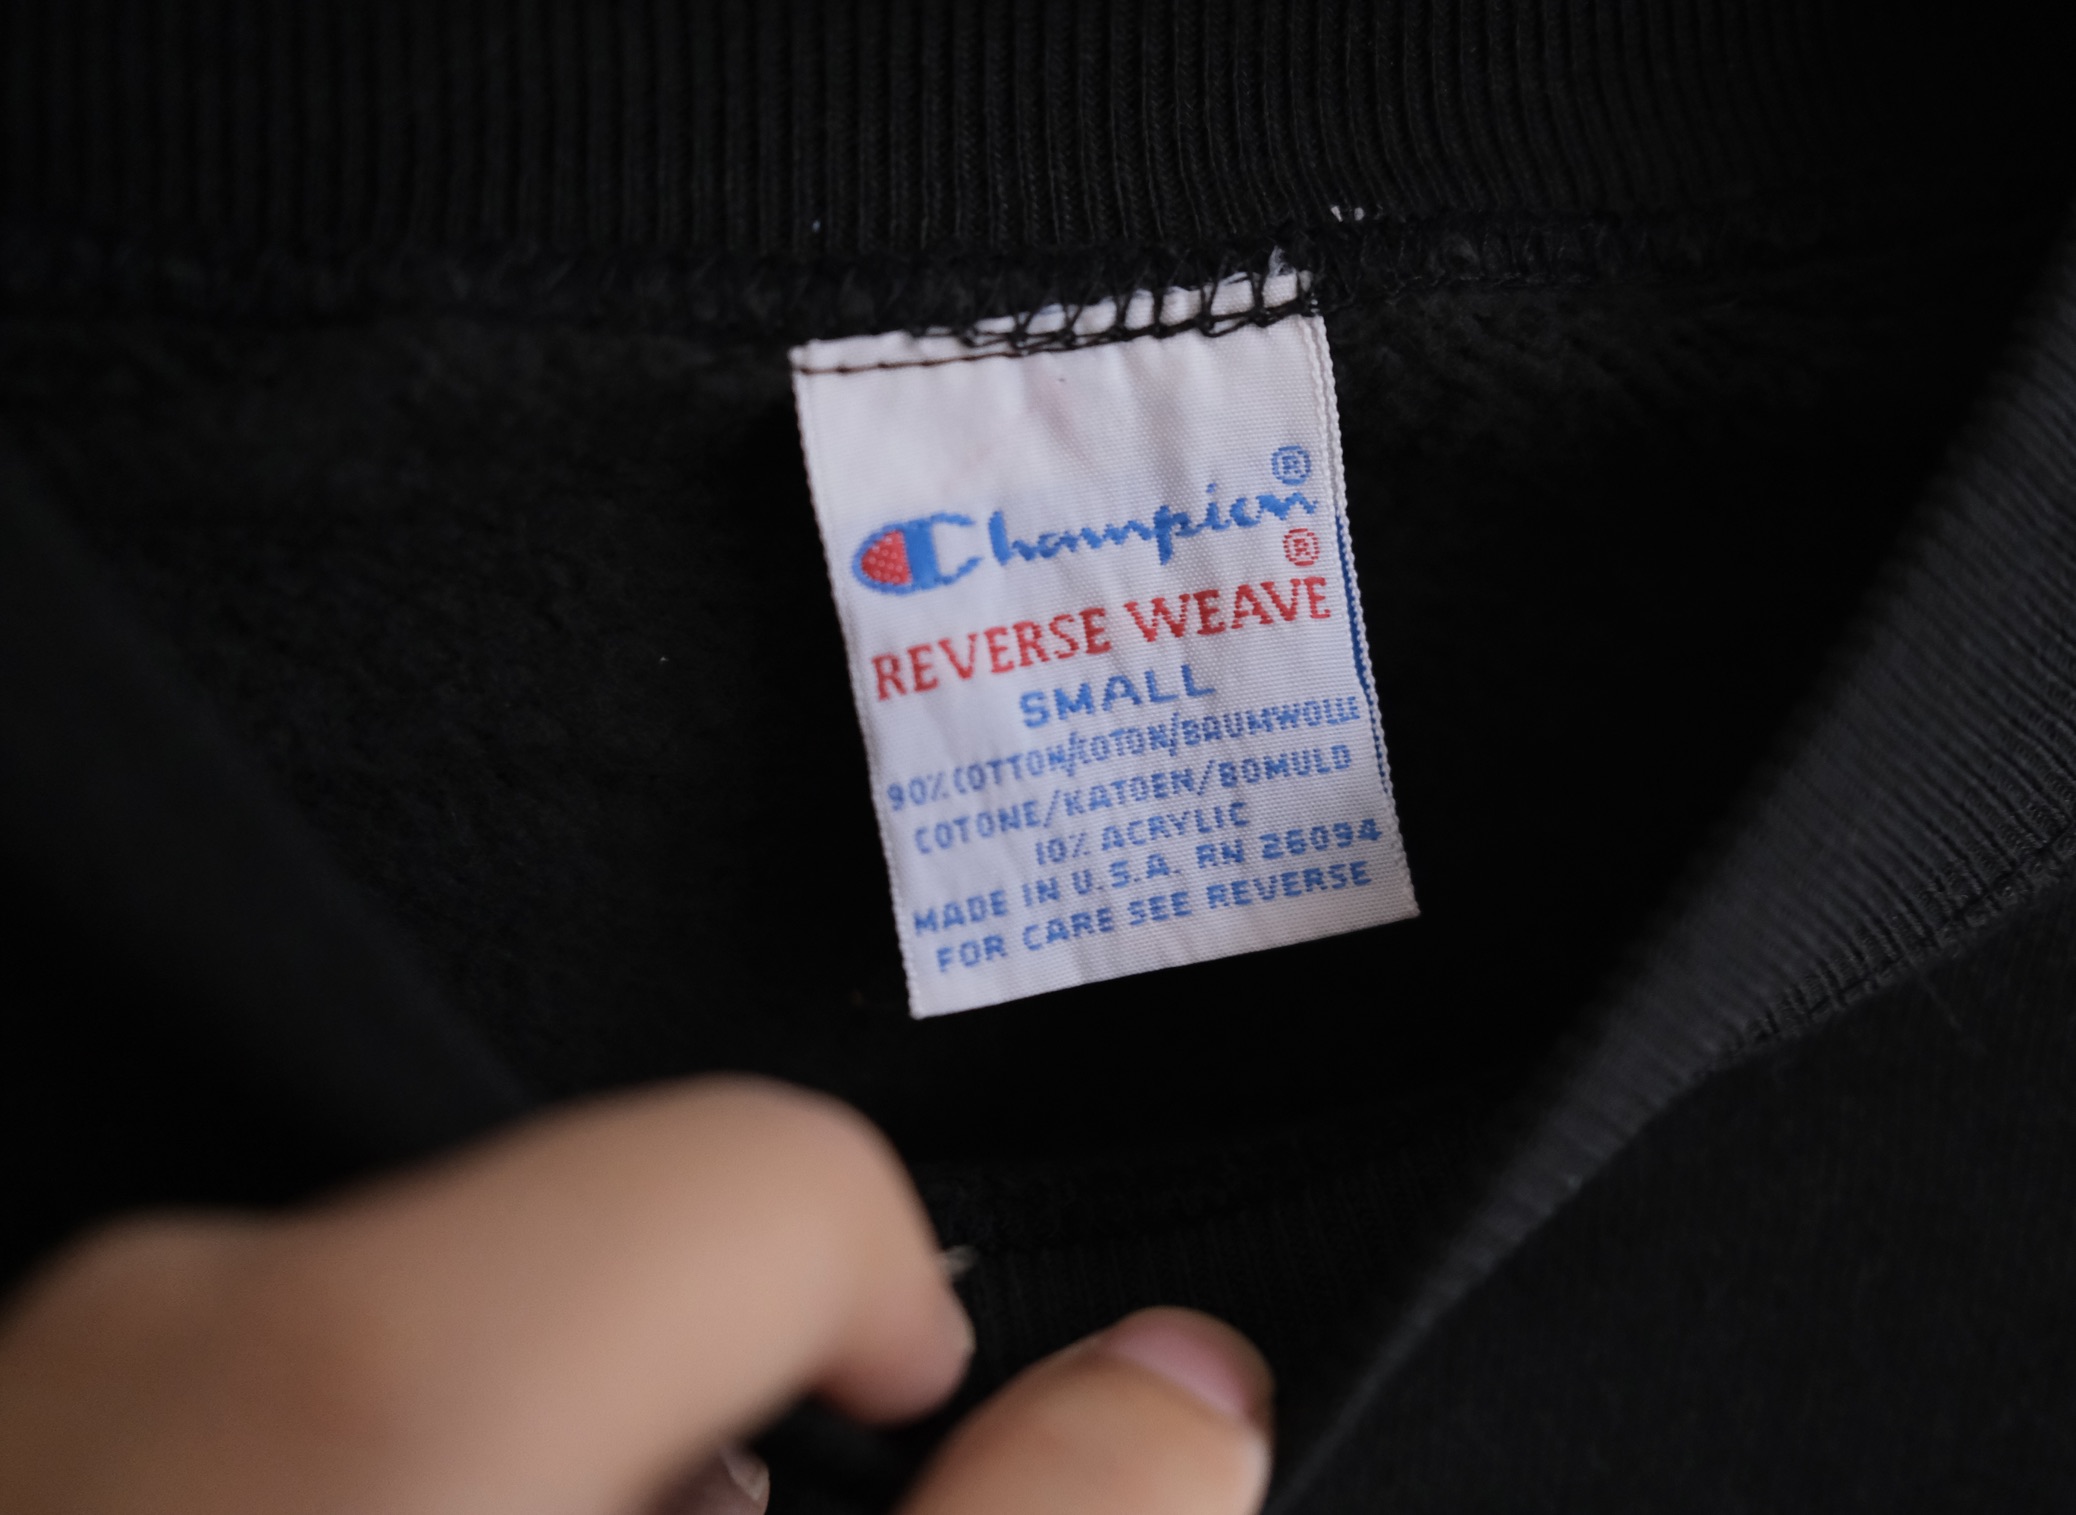 Champion®
®
REVERSE WEAVE
SMALL
90% COTTON/COTON/BAUMWOLLE
COTONE/KATOEN/BOMULD
10% ACRYLIC
MADE IN U.S.A. RN 26094
FOR CARE SEE REVERSE